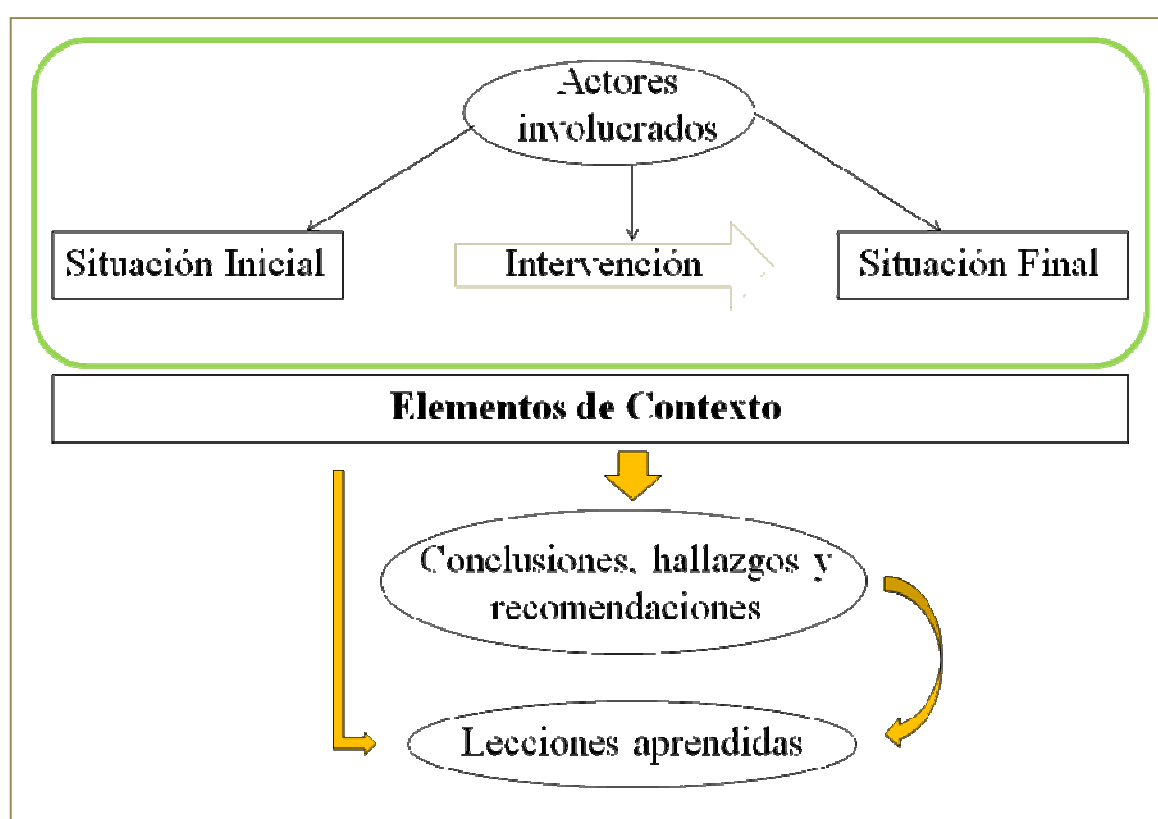 Actores
involucrados
Situación Inicial
Intervención
Situación Final
Elementos de Contexto
Conclusiones, hallazgos y
recomendaciones
Lecciones aprendidas